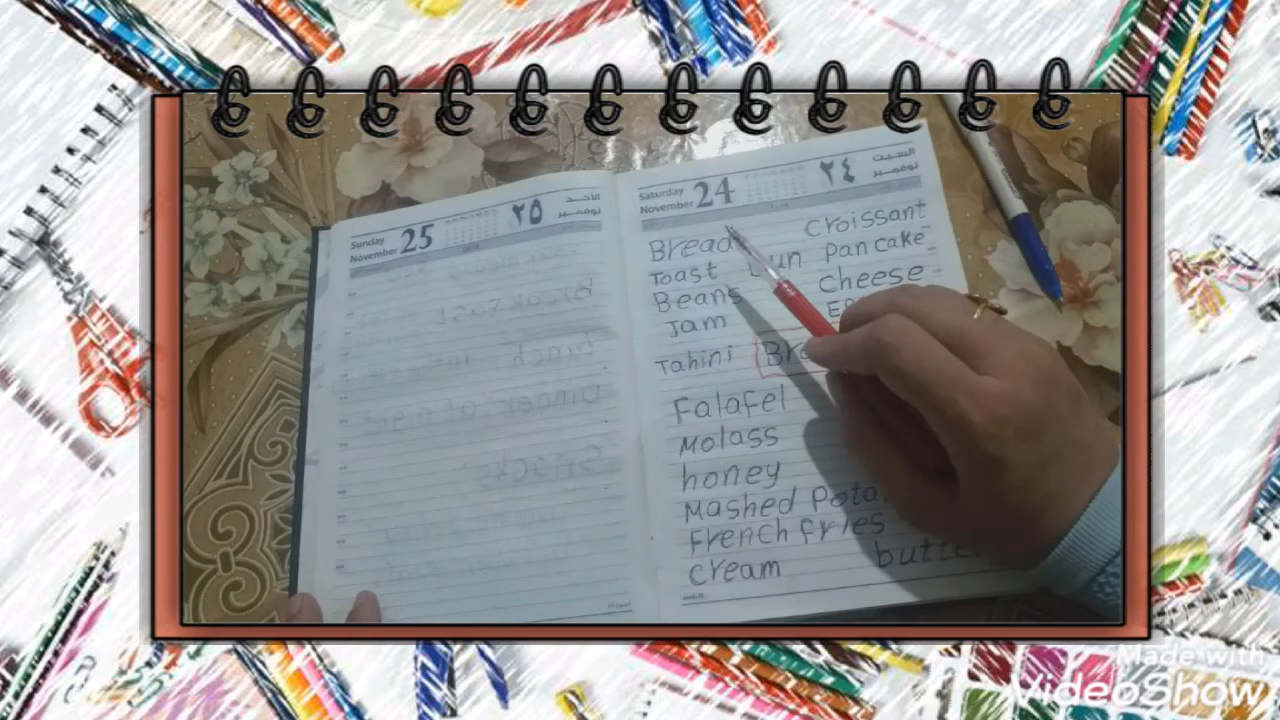 Sunday
November 25
٢٥ الأحد
نوفمبر
Saturday
November 24
٢٤ السبت
نوفمبر
Bread Croissant
Toast Pancake
Beans cheese
Jam
Tahini
Falafel
Molass
honey
Mashed
French fries
cream
Made with
VideoShow